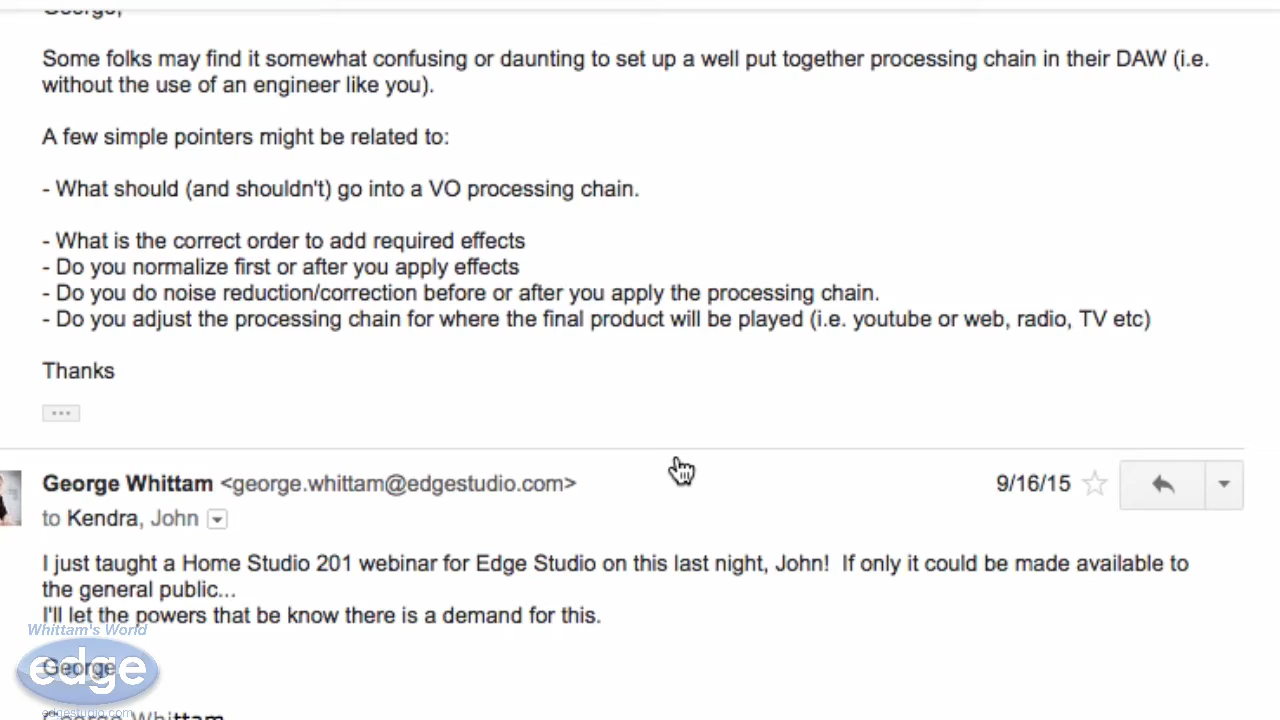 George,
Some folks may find it somewhat confusing or daunting to set up a well put together processing chain in their DAW (i.e.
without the use of an engineer like you).
A few simple pointers might be related to:
- What should (and shouldn't) go into a VO processing chain.
- What is the correct order to add required effects
- Do you normalize first or after you apply effects
- Do you do noise reduction/correction before or after you apply the processing chain.
- Do you adjust the processing chain for where the final product will be played (i.e. youtube or web, radio, TV etc)
Thanks
George Whittam <george.whittam@edgestudio.com> 9/16/15
to Kendra, John
I just taught a Home Studio 201 webinar for Edge Studio on this last night, John!  If only it could be made available to
the general public...
I'll let the powers that be know there is a demand for this.
Whittam's World
edge
George
edgestudio.com
George Whittam